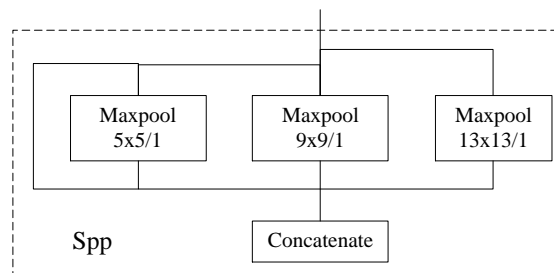 Maxpool
5x5/1
Maxpool
9x9/1
Maxpool
13x13/1
Spp
Concatenate